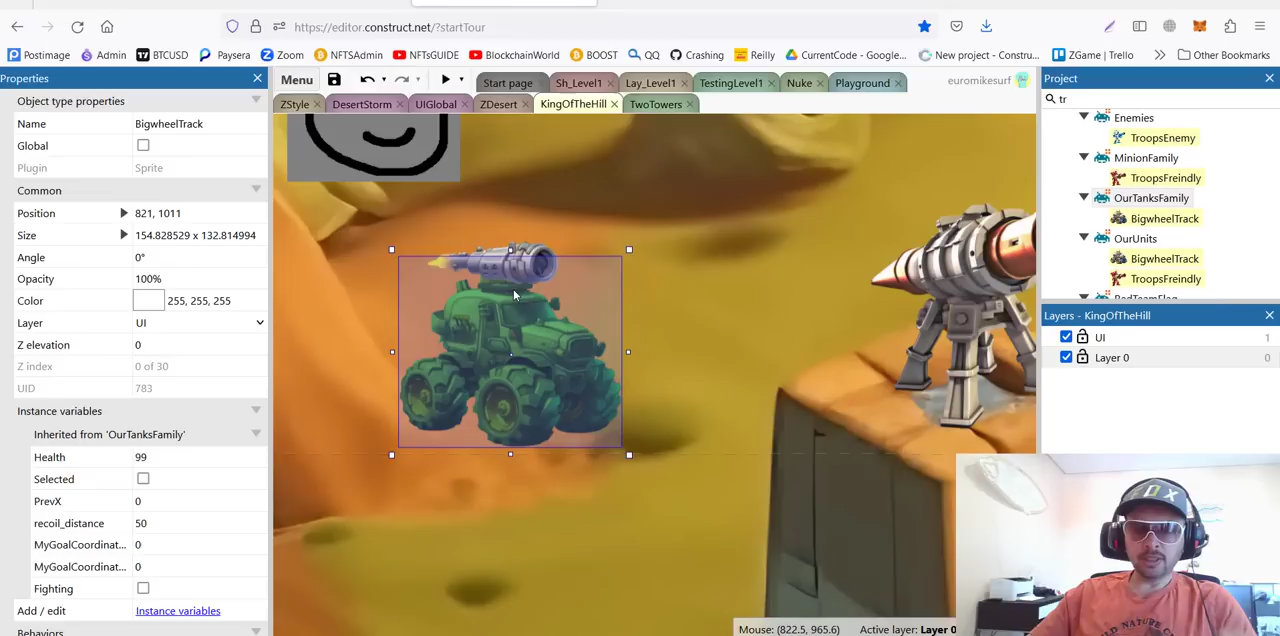 https://editor.construct.net/?startTour
Postimage
Admin
BTCUSD
Paysera
Zoom
NFTSAdmin
NFTsGUIDE
BlockchainWorld
BOOST
QQ
Crashing
Reilly
CurrentCode - Google...
New project - Constru...
ZGame | Trello
Other Bookmarks
Properties
Menu
Start page
Sh_Level1
Lay_Level1
TestingLevel1
Nuke
Playground
euromikesurf
Project
ZStyle
DesertStorm
UIGlobal
ZDesert
KingOfTheHill
TwoTowers
tr
Object type properties
Name BigwheelTrack
Global
Plugin Sprite
Common
Position 821, 1011
Size 154.828529 x 132.814994
Angle 0°
Opacity 100%
Color 255, 255, 255
Layer UI
Z elevation 0
Z index 0 of 30
UID 783
Instance variables
Inherited from 'OurTanksFamily'
Health 99
Selected
PrevX 0
recoil_distance 50
MyGoalCoordinat... 0
MyGoalCoordinat... 0
Fighting
Add / edit Instance variables
Behaviors
Enemies
TroopsEnemy
MinionFamily
TroopsFreindly
OurTanksFamily
BigwheelTrack
OurUnits
BigwheelTrack
TroopsFreindly
RedTeamFlag
Layers - KingOfTheHill
UI 1
Layer 0 0
Mouse: (822.5, 965.6) Active layer: Layer 0